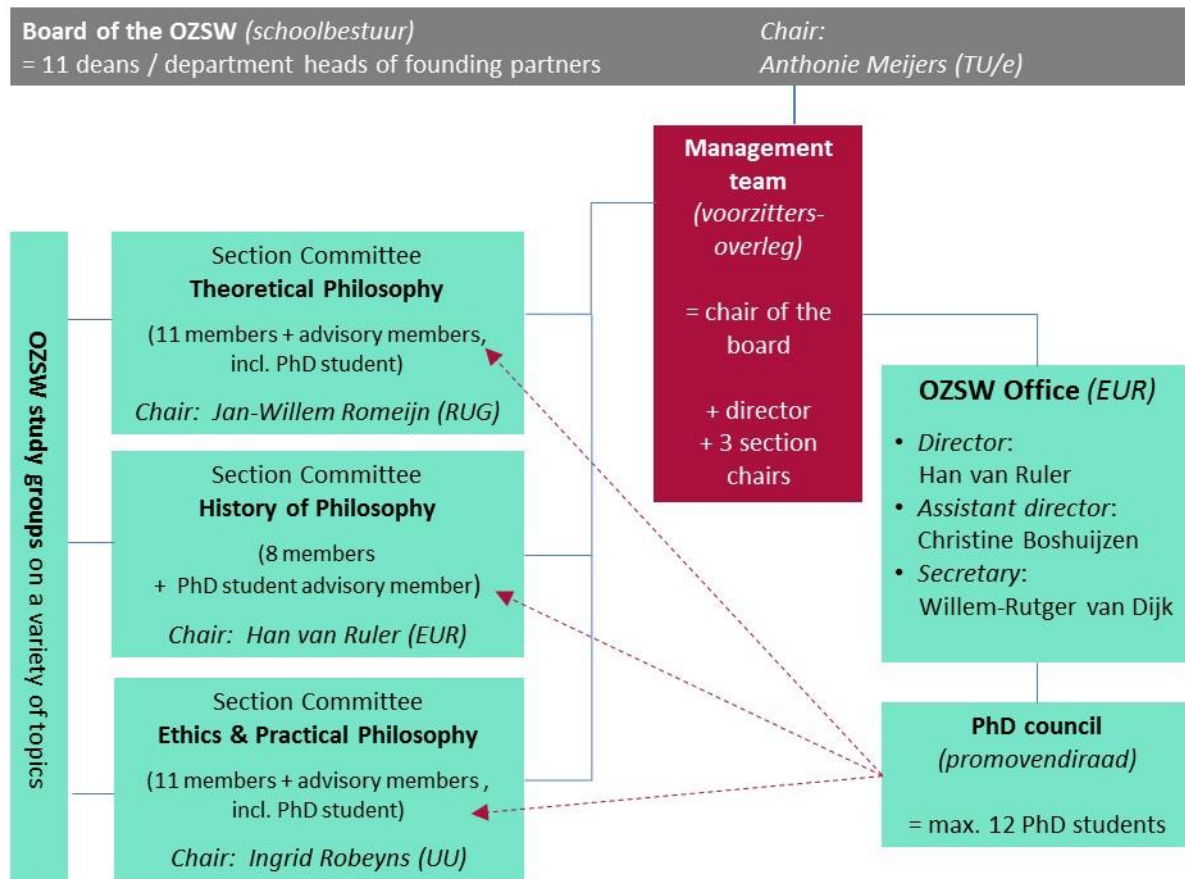 Board of the OZSW (schoolbestuur)
= 11 deans / department heads of founding partners
Chair:
Anthonie Meijers (TU/e)
Management
team
(voorzitters-
overleg)
= chair of the
board
+ director
+ 3 section
chairs
OZSW study groups on a variety of topics
Section Committee
Theoretical Philosophy
(11 members + advisory members,
incl. PhD student)
Chair: Jan-Willem Romeijn (RUG)
Section Committee
History of Philosophy
(8 members
+ PhD student advisory member)
Chair: Han van Ruler (EUR)
Section Committee
Ethics & Practical Philosophy
(11 members + advisory members ,
incl. PhD student)
Chair: Ingrid Robeyns (UU)
OZSW Office (EUR)
• Director:
Han van Ruler
• Assistant director:
Christine Boshuijzen
• Secretary:
Willem-Rutger van Dijk
PhD council
(promovendiraad)
= max. 12 PhD students